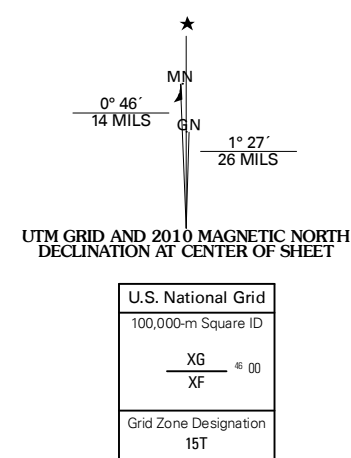 ★
MN
0° 46´
14 MILS
GN
1° 27´
26 MILS
UTM GRID AND 2010 MAGNETIC NORTH
DECLINATION AT CENTER OF SHEET
U.S. National Grid
100,000-m Square ID
XG
46 00
XF
Grid Zone Designation
15T